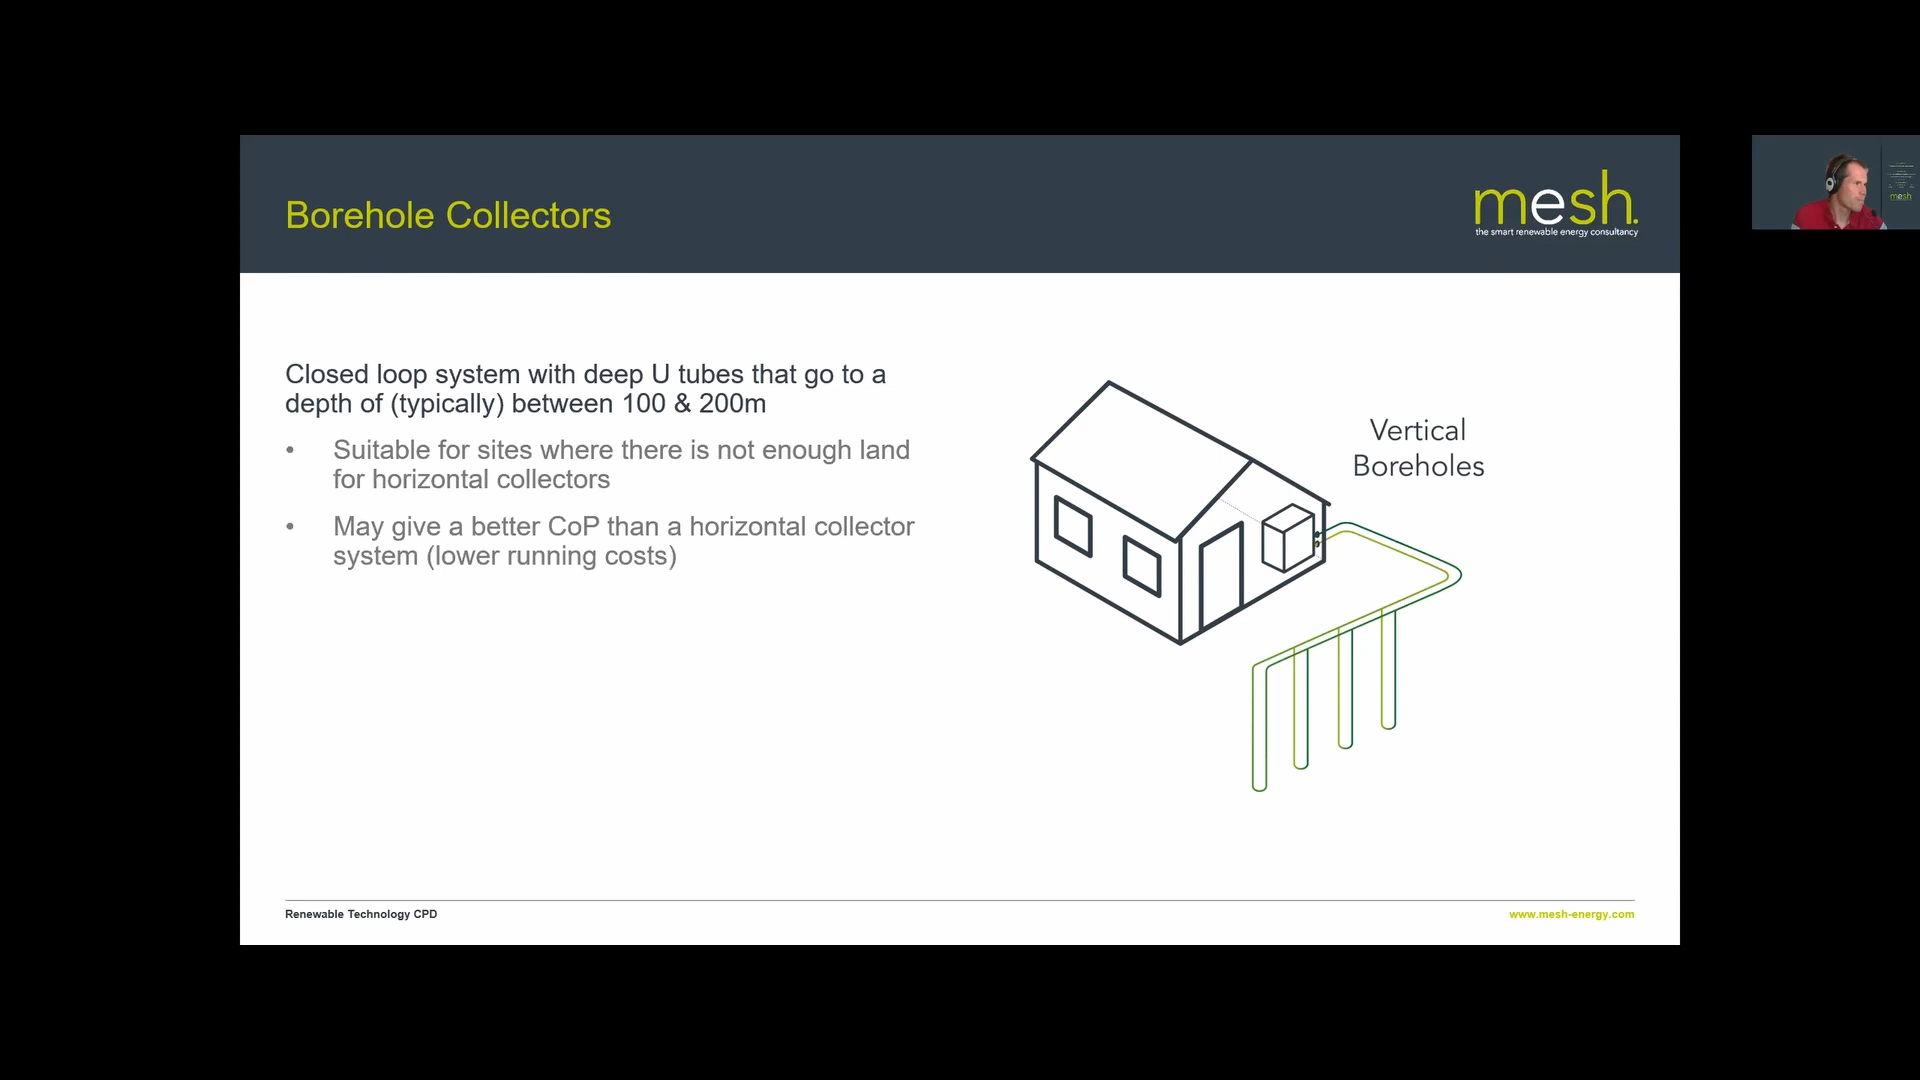 Borehole Collectors
mesh.
the smart renewable energy consultancy
Closed loop system with deep U tubes that go to a
depth of (typically) between 100 & 200m
• Suitable for sites where there is not enough land
for horizontal collectors
• May give a better CoP than a horizontal collector
system (lower running costs)
Vertical
Boreholes
Renewable Technology CPD
www.mesh-energy.com
mesh